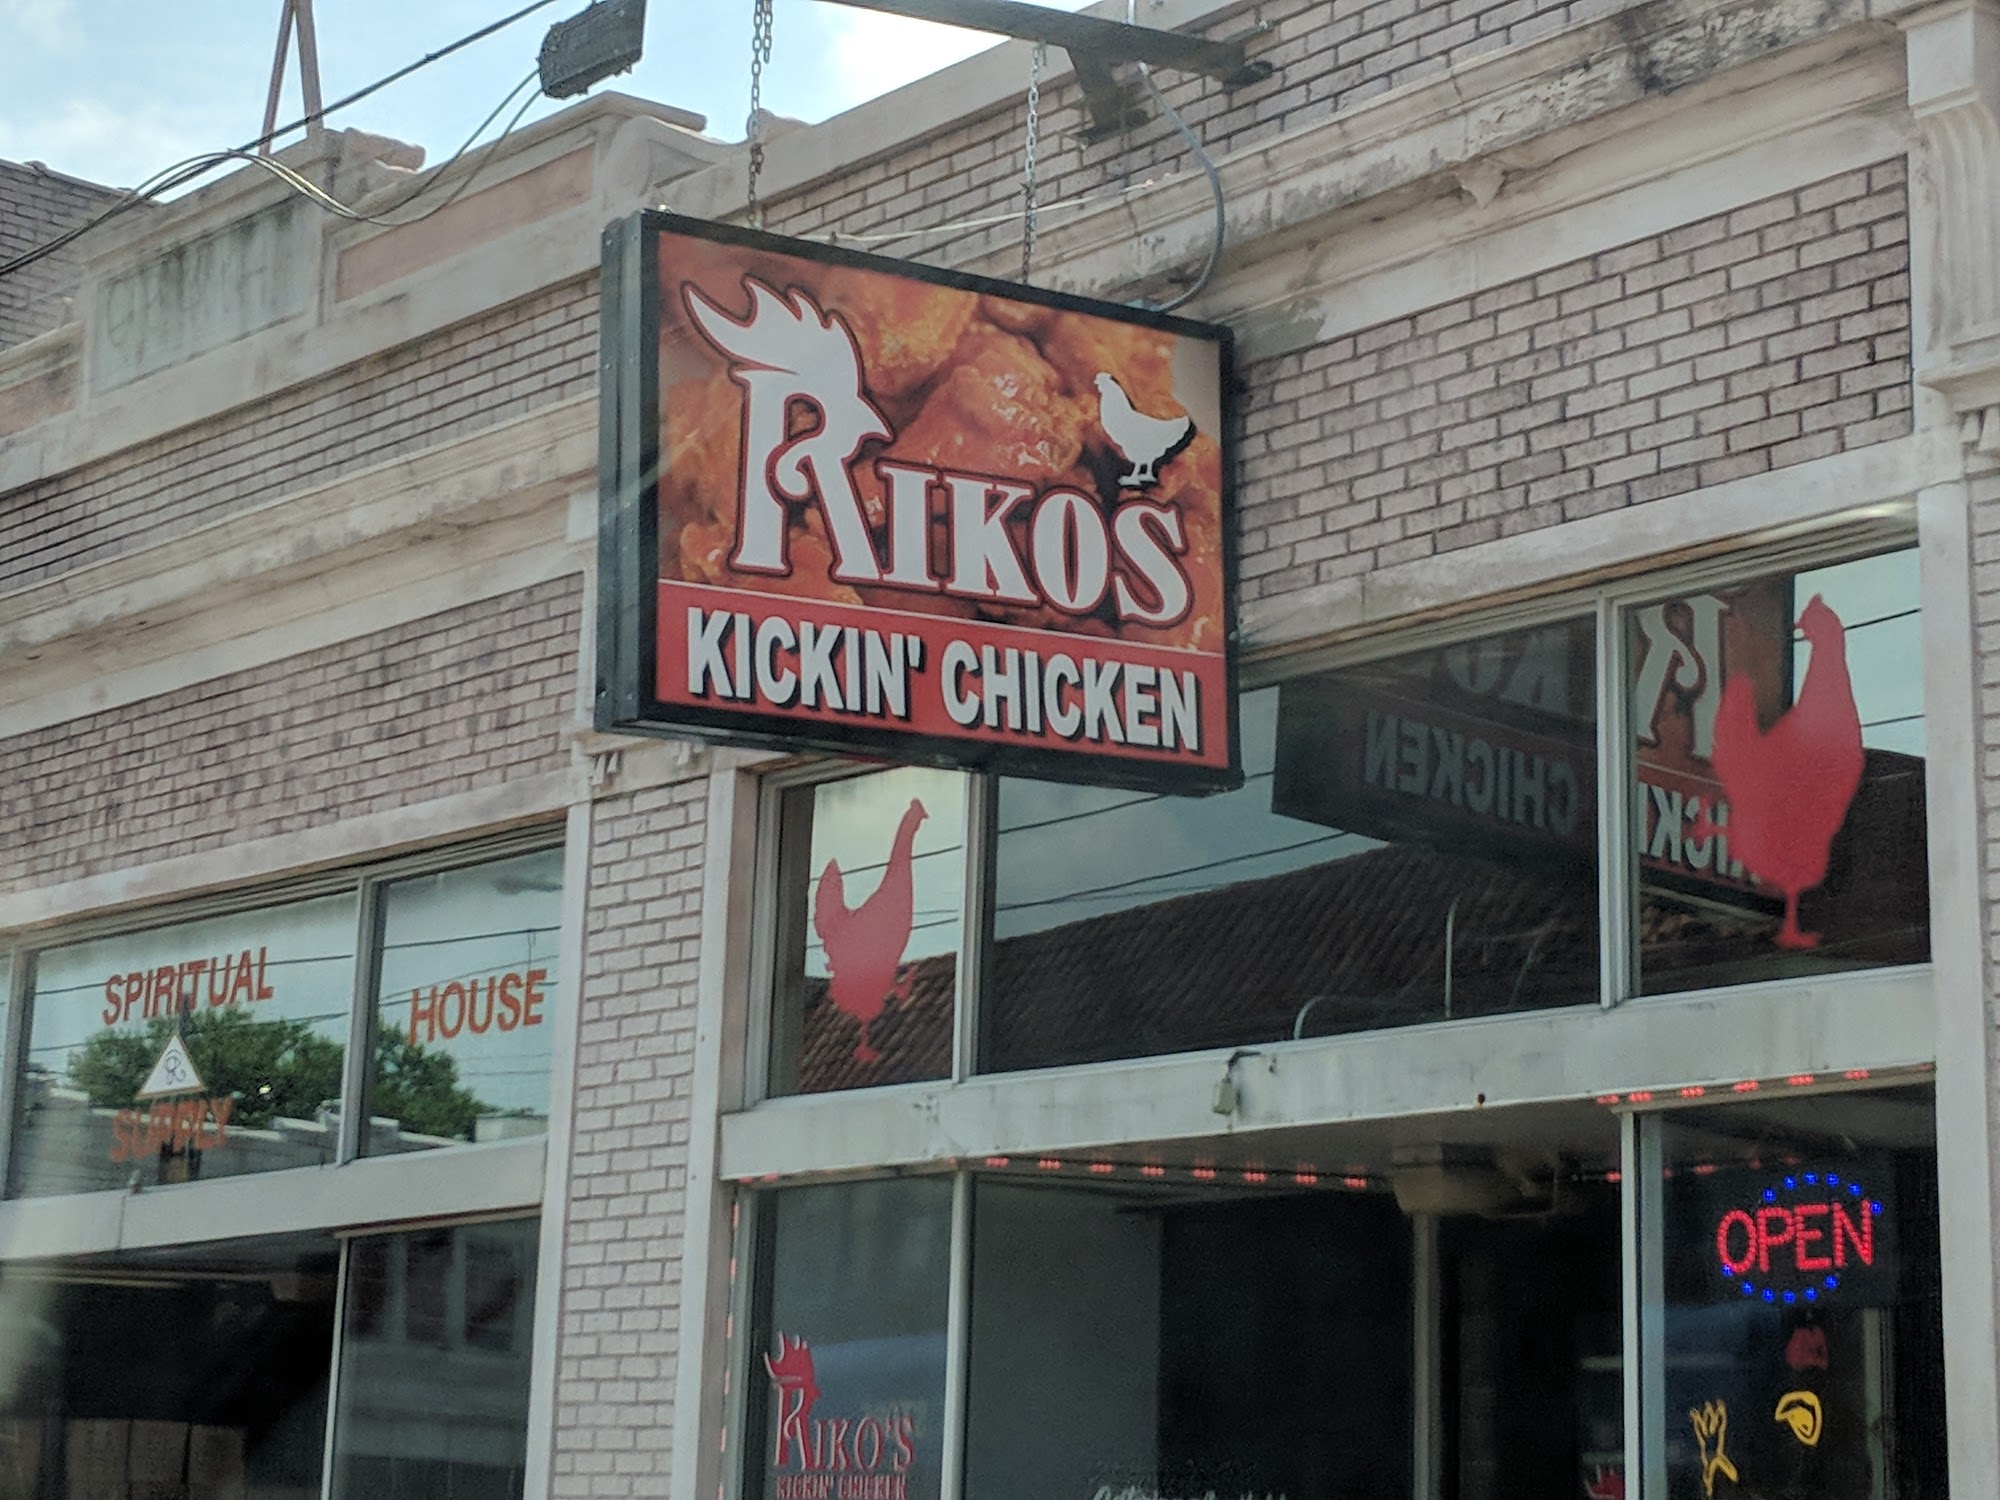 RIKOS
KICKIN' CHICKEN
SPIRITUAL HOUSE
SUPPLY
OPEN
RIKO'S
KICKIN' CHICKEN